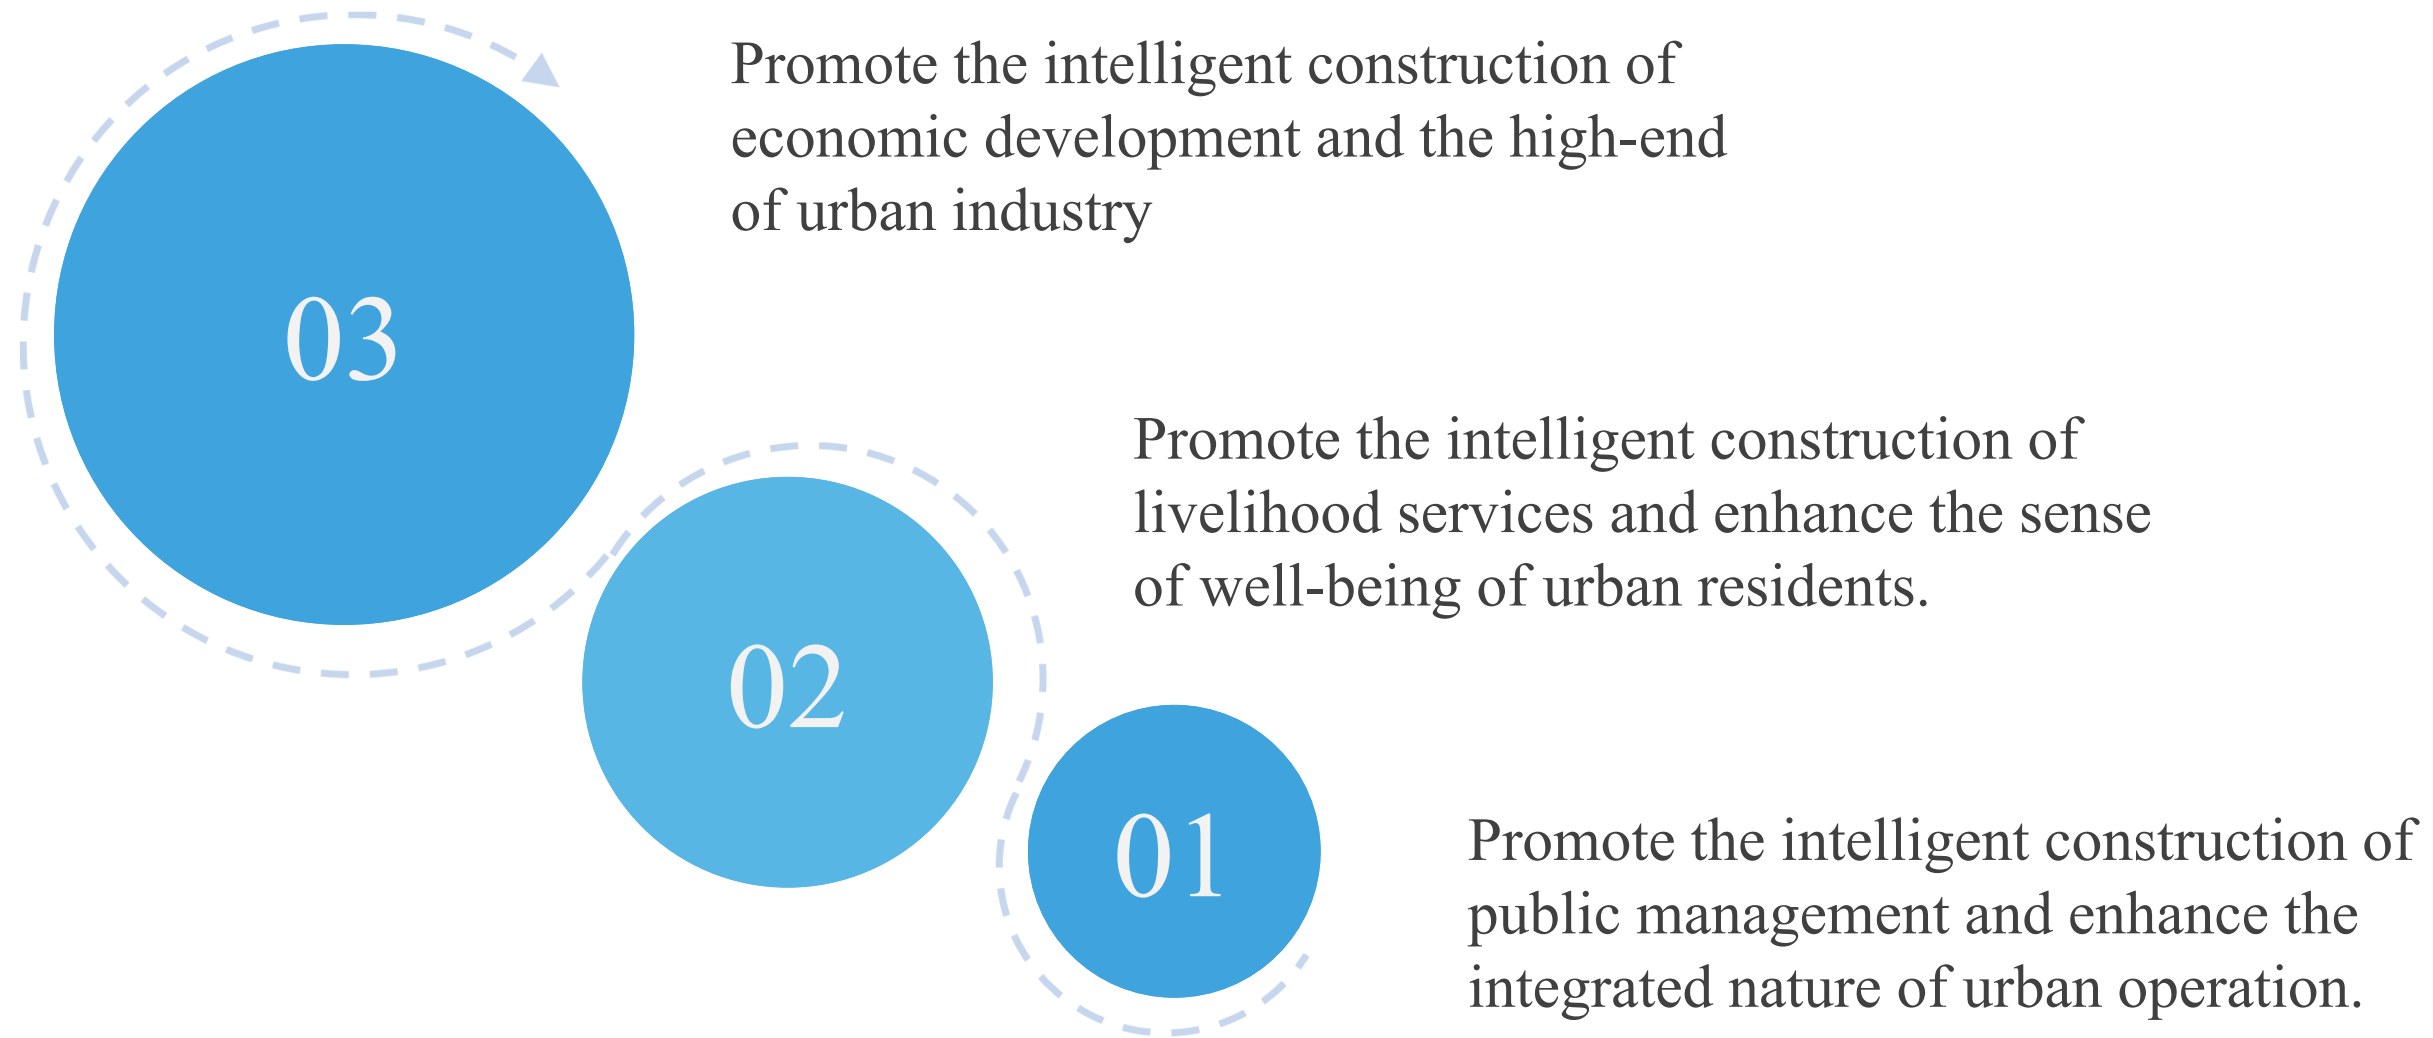 Promote the intelligent construction of
economic development and the high-end
of urban industry
03
Promote the intelligent construction of
livelihood services and enhance the sense
of well-being of urban residents.
02
01
Promote the intelligent construction of
public management and enhance the
integrated nature of urban operation.